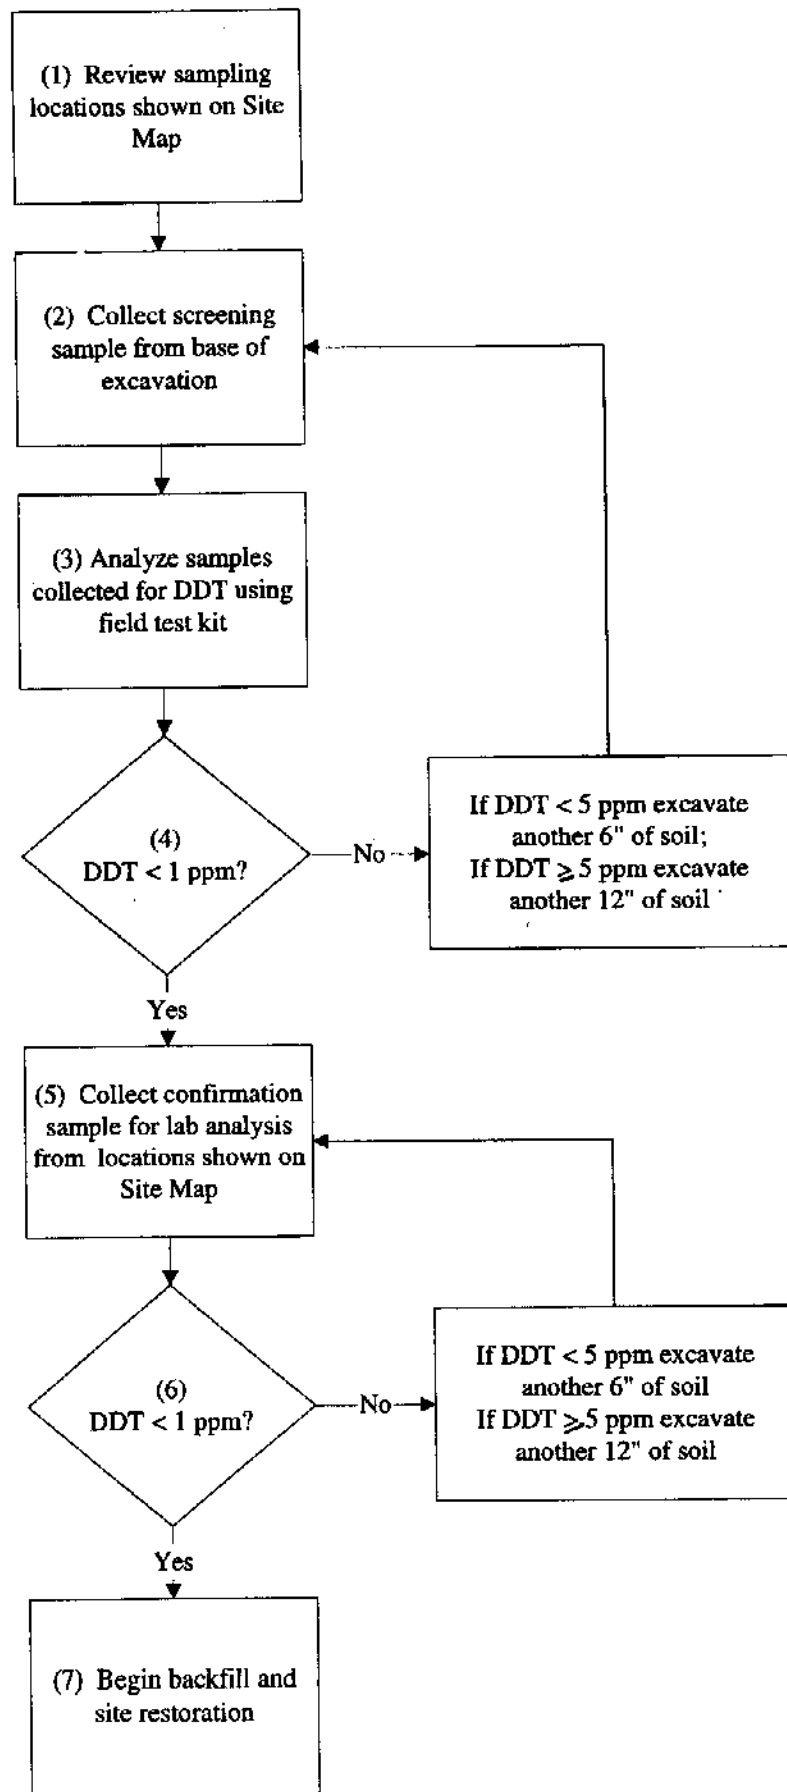 (1) Review sampling
locations shown on Site
Map
(2) Collect screening
sample from base of
excavation
(3) Analyze samples
collected for DDT using
field test kit
(4)
DDT < 1 ppm?
No
If DDT < 5 ppm excavate
another 6" of soil;
If DDT ⩾ 5 ppm excavate
another 12" of soil
Yes
(5) Collect confirmation
sample for lab analysis
from locations shown on
Site Map
(6)
DDT < 1 ppm?
No
If DDT < 5 ppm excavate
another 6" of soil
If DDT ⩾ 5 ppm excavate
another 12" of soil
Yes
(7) Begin backfill and
site restoration